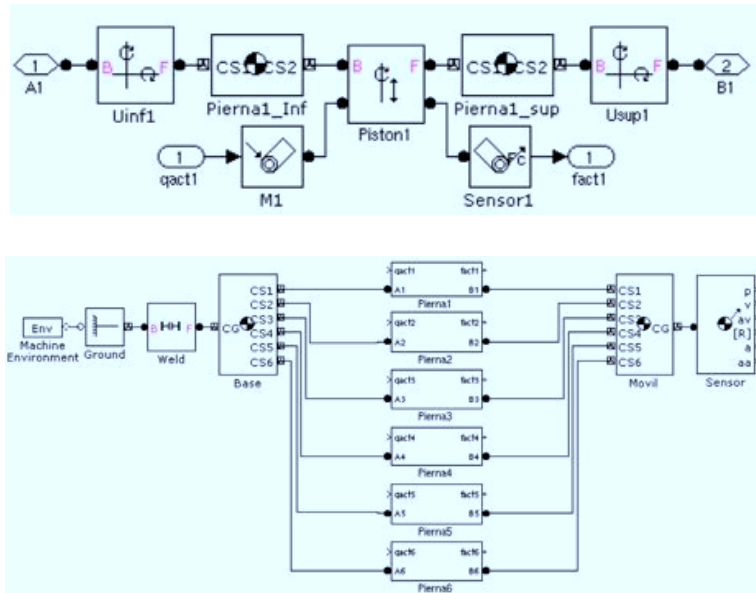 1
A1
B
Uinf1
CS1 CS2
Pierna1_Inf
B F
Piston1
CS1 CS2
Pierna1_sup
F
Usup1
2
B1
1
qact1
M1
Sensor1
1
fact1
Env
Machine
Environment
Ground
B F
Weld
CG
CS1
CS2
CS3
CS4
CS5
CS6
Base
qact1 fact1
A1 B1
Pierna1
qact2 fact2
A2 B2
Pierna2
qact3 fact3
A3 B3
Pierna3
qact4 fact4
A4 B4
Pierna4
qact5 fact5
A5 B5
Pierna5
qact6 fact6
A6 B6
Pierna6
CS1
CS2
CS3
CS4
CS5
CS6
CG
Movil
p
v
av
[R]
a
aa
Sensor